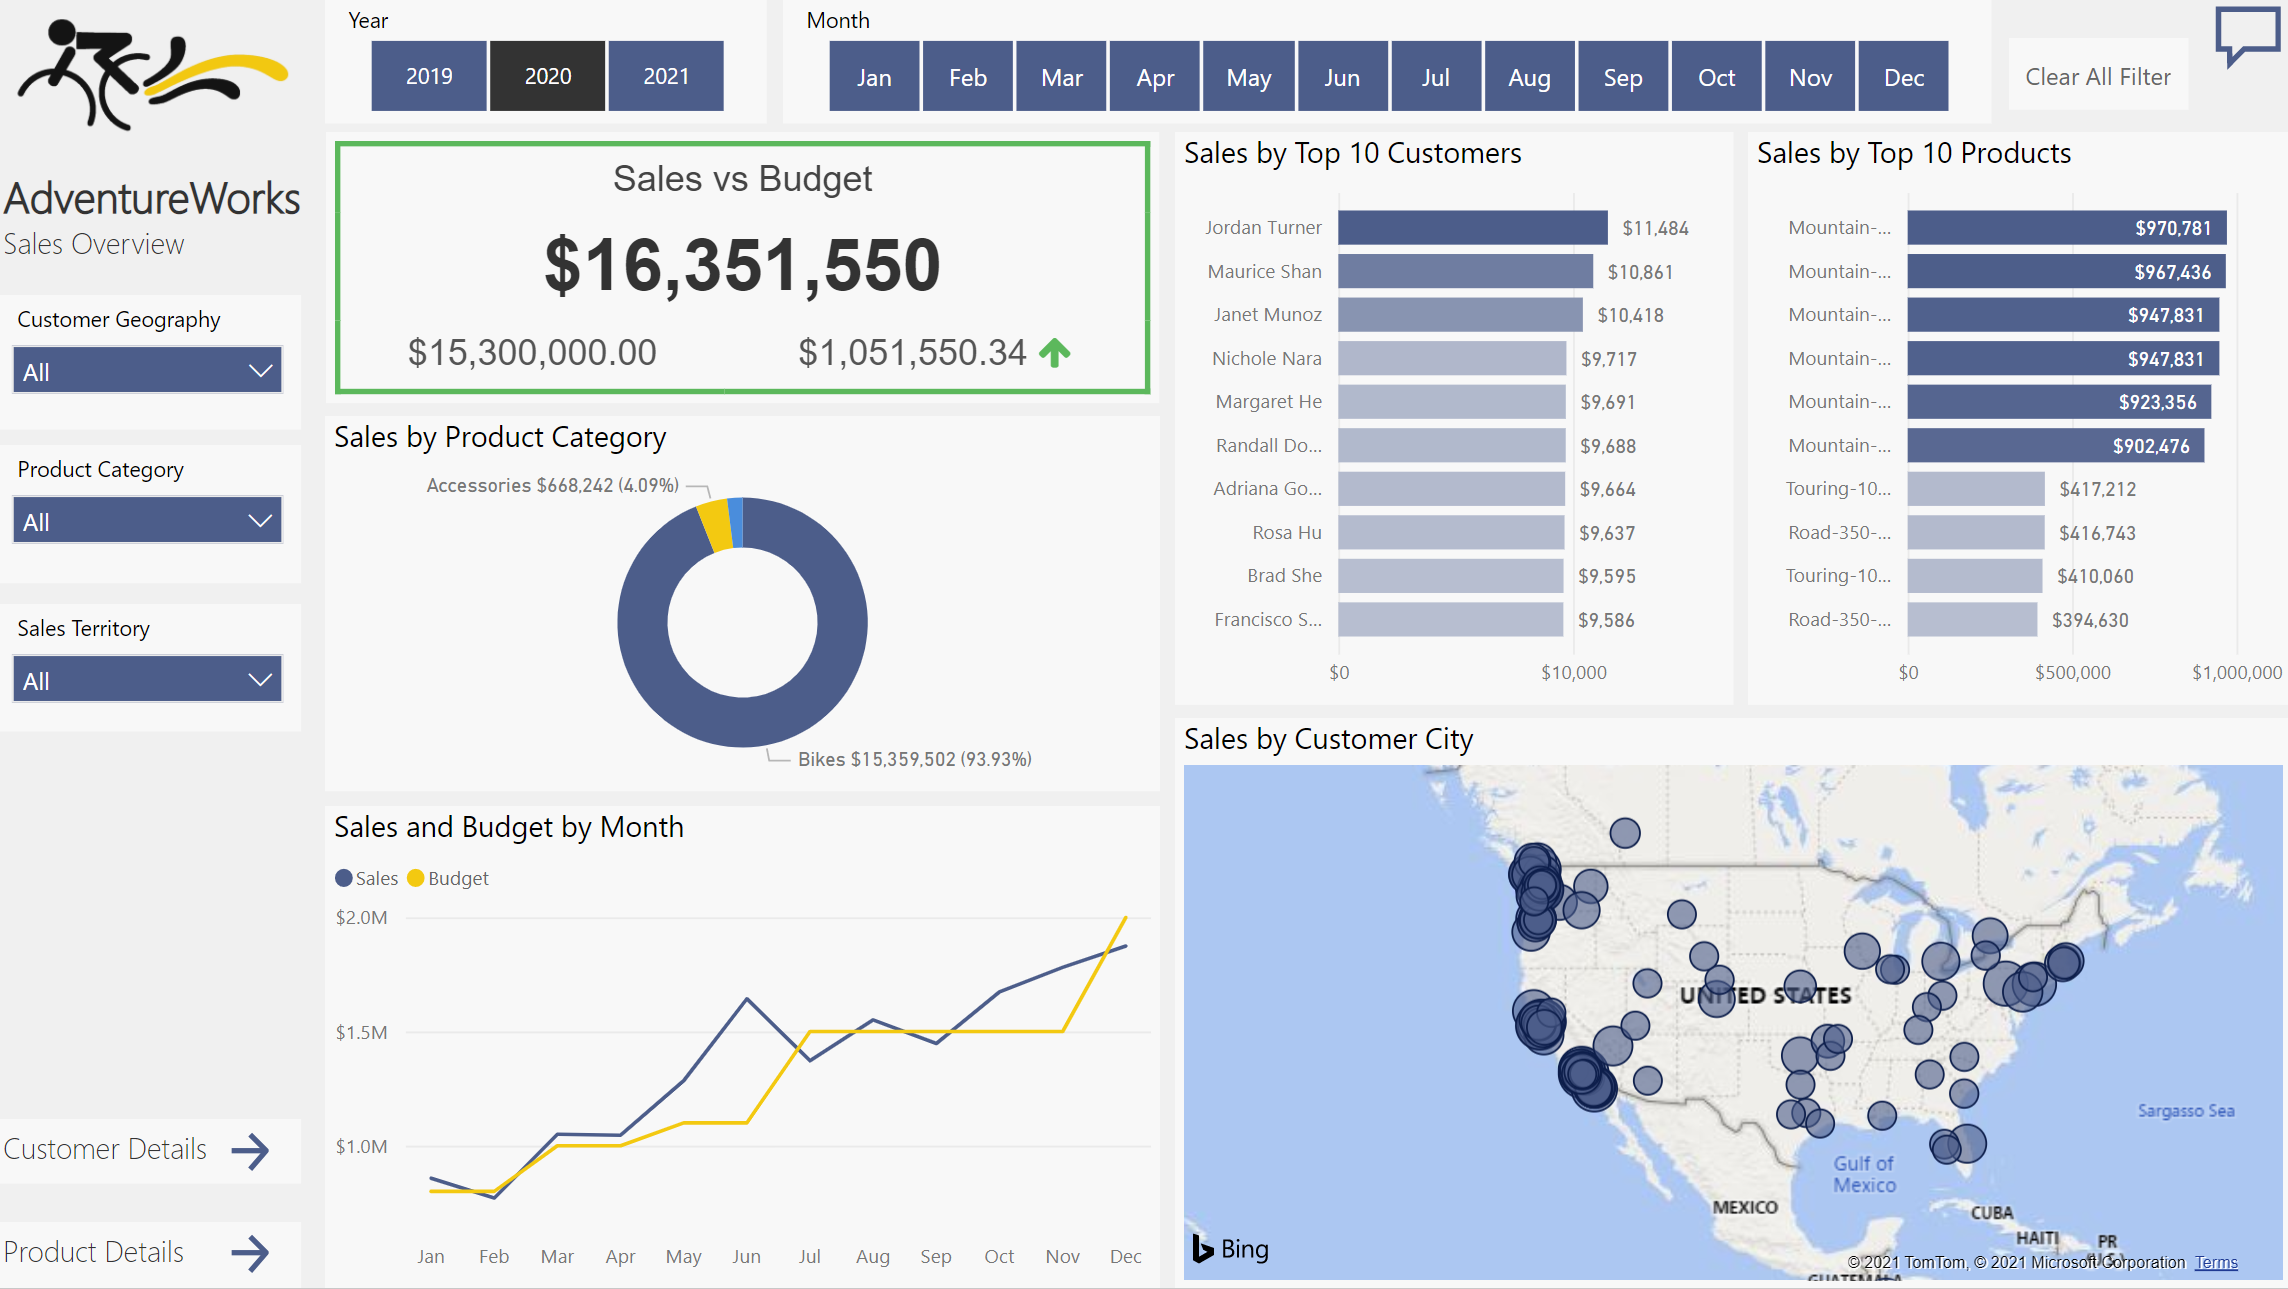 Year
2019
2020
2021
Month
Jan
Feb
Mar
Apr
May
Jun
Jul
Aug
Sep
Oct
Nov
Dec
Clear All Filter
AdventureWorks
Sales Overview
Customer Geography
All
Product Category
All
Sales Territory
All
Customer Details
Product Details
Sales vs Budget
$16,351,550
$15,300,000.00
$1,051,550.34
Sales by Product Category
Accessories $668,242 (4.09%)
Bikes $15,359,502 (93.93%)
Sales and Budget by Month
Sales Budget
$2.0M
$1.5M
$1.0M
Jan Feb Mar Apr May Jun Jul Aug Sep Oct Nov Dec
Sales by Top 10 Customers
Jordan Turner $11,484
Maurice Shan $10,861
Janet Munoz $10,418
Nichole Nara $9,717
Margaret He $9,691
Randall Do... $9,688
Adriana Go... $9,664
Rosa Hu $9,637
Brad She $9,595
Francisco S... $9,586
$0 $10,000
Sales by Top 10 Products
Mountain-... $970,781
Mountain-... $967,436
Mountain-... $947,831
Mountain-... $947,831
Mountain-... $923,356
Mountain-... $902,476
Touring-10... $417,212
Road-350-... $416,743
Touring-10... $410,060
Road-350-... $394,630
$0 $500,000 $1,000,000
Sales by Customer City
UNITED STATES
Sargasso Sea
Gulf of
Mexico
MEXICO
CUBA
HAITI
PR
(U.S.)
Bing
© 2021 TomTom, © 2021 Microsoft Corporation Terms
GUATEMALA